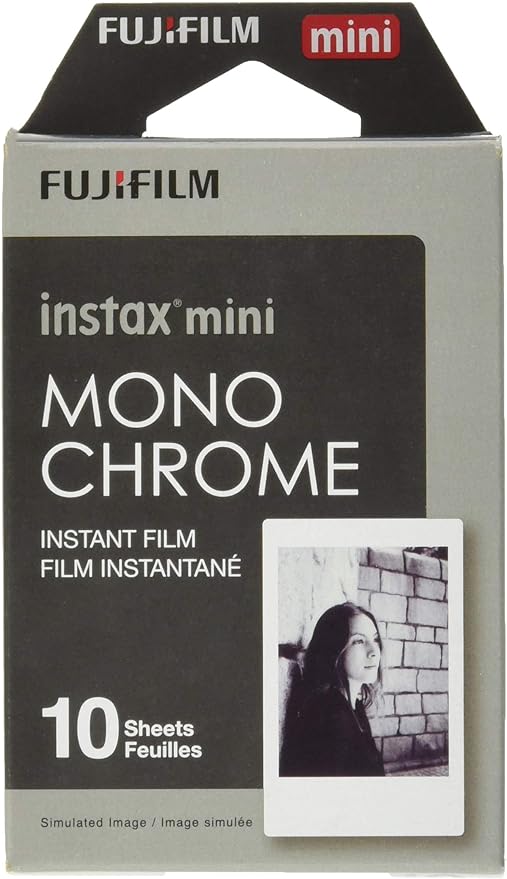 FUJIFILM mini
FUJIFILM
instax® mini
MONO
CHROME
INSTANT FILM
FILM INSTANTANÉ
10 Sheets
Feuilles
Simulated Image / Image simulée